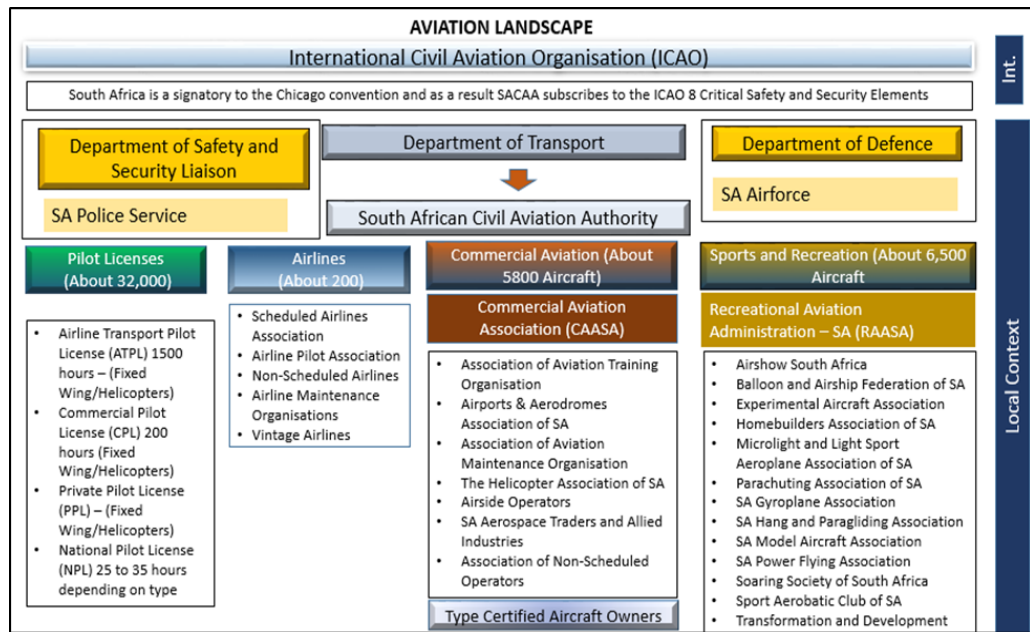 AVIATION LANDSCAPE
International Civil Aviation Organisation (ICAO)
Int.
South Africa is a signatory to the Chicago convention and as a result SACAA subscribes to the ICAO 8 Critical Safety and Security Elements
Local Context
Department of Safety and
Security Liaison
SA Police Service
Department of Transport
South African Civil Aviation Authority
Department of Defence
SA Airforce
Pilot Licenses
(About 32,000)
• Airline Transport Pilot
License (ATPL) 1500
hours – (Fixed
Wing/Helicopters)
• Commercial Pilot
License (CPL) 200
hours (Fixed
Wing/Helicopters)
• Private Pilot License
(PPL) – (Fixed
Wing/Helicopters)
• National Pilot License
(NPL) 25 to 35 hours
depending on type
Airlines
(About 200)
• Scheduled Airlines
Association
• Airline Pilot Association
• Non-Scheduled Airlines
• Airline Maintenance
Organisations
• Vintage Airlines
Commercial Aviation (About
5800 Aircraft)
Commercial Aviation
Association (CAASA)
• Association of Aviation Training
Organisation
• Airports & Aerodromes
Association of SA
• Association of Aviation
Maintenance Organisation
• The Helicopter Association of SA
• Airside Operators
• SA Aerospace Traders and Allied
Industries
• Association of Non-Scheduled
Operators
Type Certified Aircraft Owners
Sports and Recreation (About 6,500
Aircraft
Recreational Aviation
Administration – SA (RAASA)
• Airshow South Africa
• Balloon and Airship Federation of SA
• Experimental Aircraft Association
• Homebuilders Association of SA
• Microlight and Light Sport
Aeroplane Association of SA
• Parachuting Association of SA
• SA Gyroplane Association
• SA Hang and Paragliding Association
• SA Model Aircraft Association
• SA Power Flying Association
• Soaring Society of South Africa
• Sport Aerobatic Club of SA
• Transformation and Development